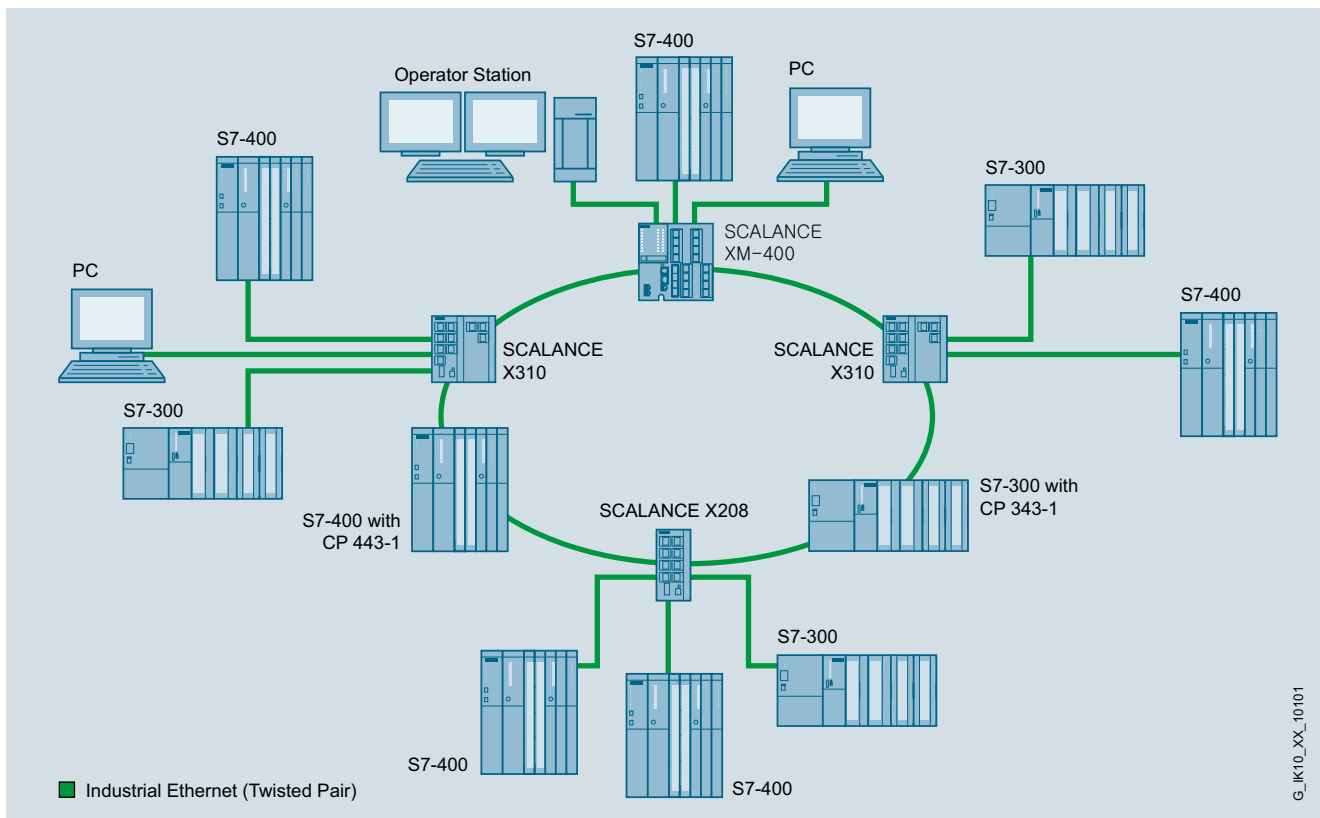 S7-400
Operator Station
PC
S7-400
S7-300
SCALANCE
XM-400
PC
S7-400
SCALANCE
X310
SCALANCE
X310
S7-300
S7-400 with
CP 443-1
SCALANCE X208
S7-300 with
CP 343-1
S7-300
S7-400
S7-400
Industrial Ethernet (Twisted Pair)
G_IK10_XX_10101